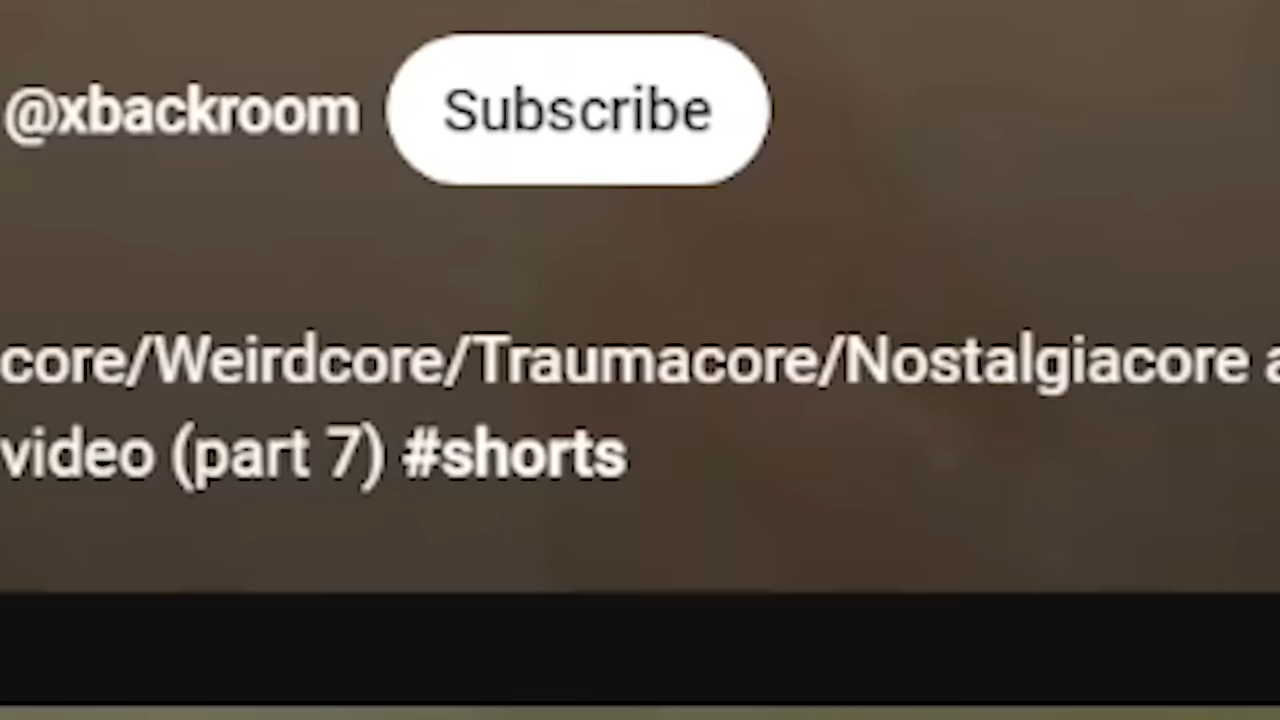 @xbackroom Subscribe
core/Weirdcore/Traumacore/Nostalgiacore a
video (part 7) #shorts